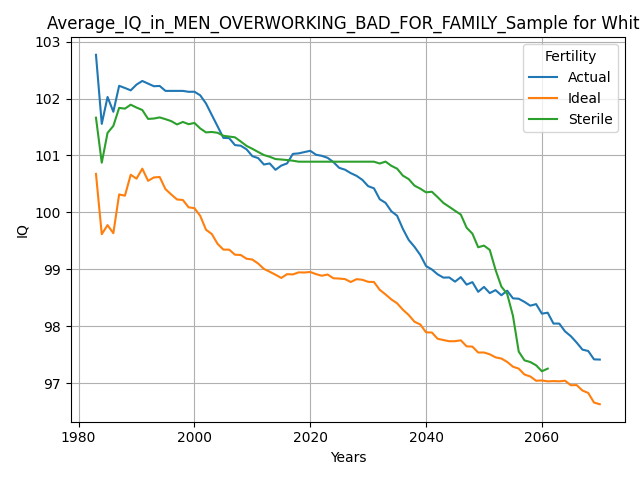 Average_IQ_in_MEN_OVERWORKING_BAD_FOR_FAMILY_Sample for Whit
103
102
101
100
99
98
97
IQ
Fertility
Actual
Ideal
Sterile
1980
2000
2020
2040
2060
Years